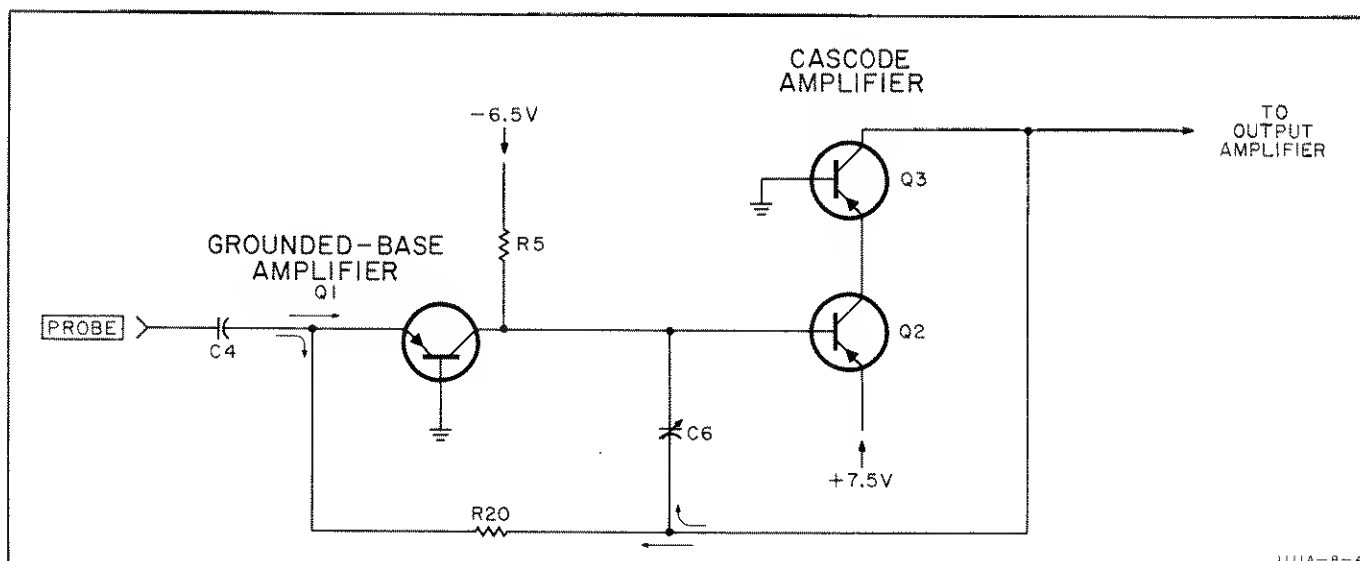 CASCODE
AMPLIFIER
-6.5V
TO
OUTPUT
AMPLIFIER
Q3
R5
GROUNDED-BASE
AMPLIFIER
Q1
PROBE
C4
Q2
C6
+7.5V
R20